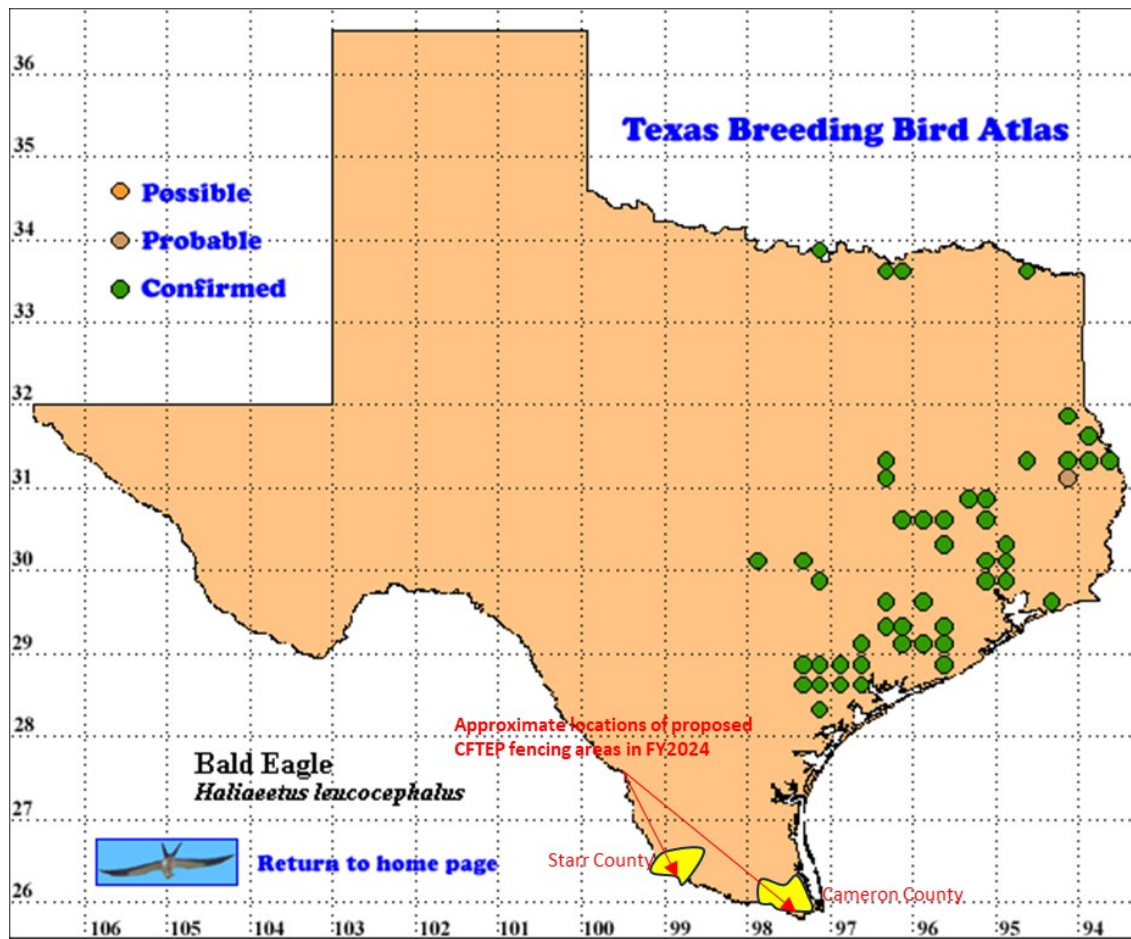 36
Texas Breeding Bird Atlas
35
Possible
34
Probable
Confirmed
33
32
31
30
29
28
Approximate locations of proposed
CFTEP fencing areas in FY2024
Bald Eagle
Haliaeetus leucocephalus
27
Return to home page
Starr County
Cameron County
26
106 105 104 103 102 101 100 99 98 97 96 95 94